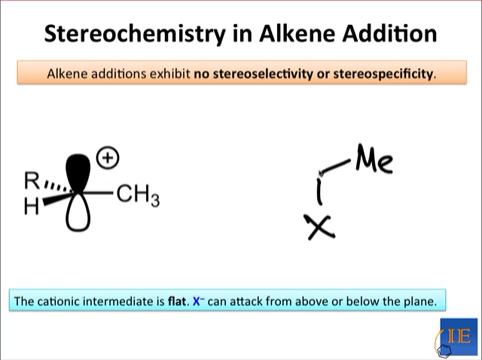 Stereochemistry in Alkene Addition
Alkene additions exhibit no stereoselectivity or stereospecificity.
+
R
H
CH₃
Me
X
The cationic intermediate is flat. X⁻ can attack from above or below the plane.
IE